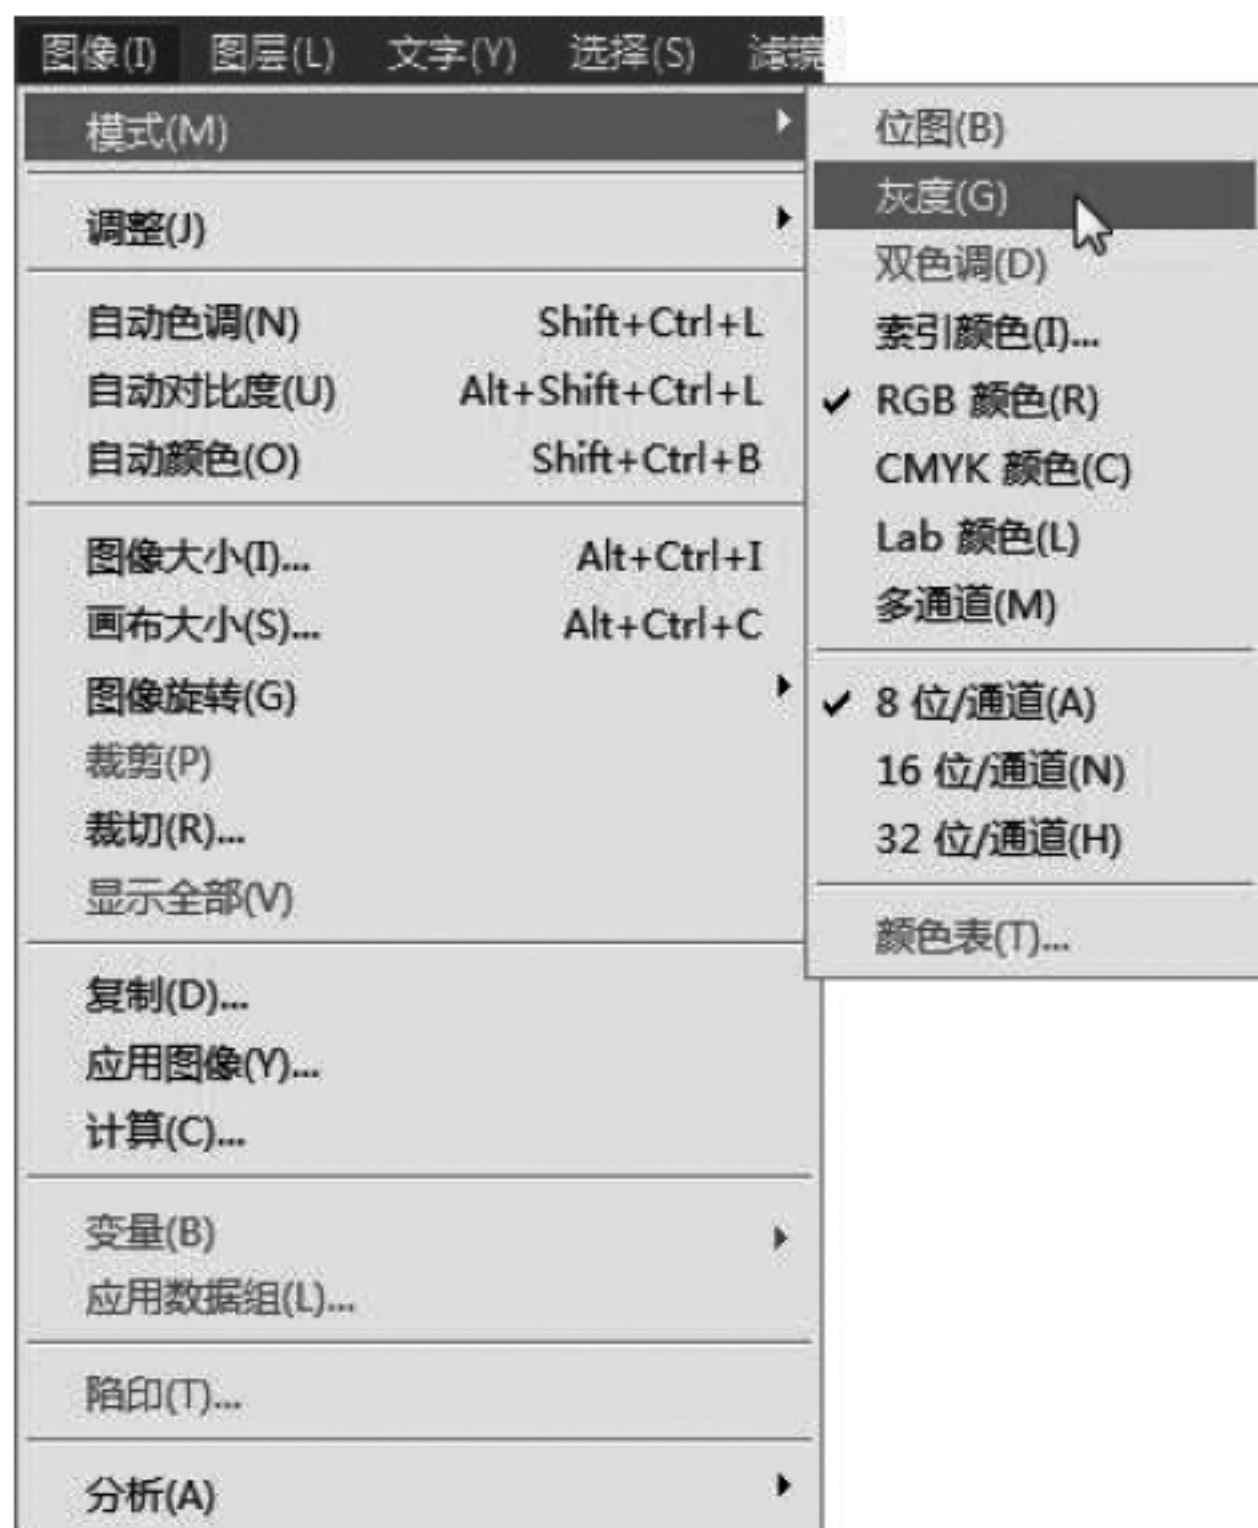 图像(I) 图层(L) 文字(Y) 选择(S) 滤镜
模式(M)
调整(J)
自动色调(N) Shift+Ctrl+L
自动对比度(U) Alt+Shift+Ctrl+L
自动颜色(O) Shift+Ctrl+B
图像大小(I)... Alt+Ctrl+I
画布大小(S)... Alt+Ctrl+C
图像旋转(G)
裁剪(P)
裁切(R)...
显示全部(V)
复制(D)...
应用图像(Y)...
计算(C)...
变量(B)
应用数据组(L)...
陷印(T)...
分析(A)
位图(B)
灰度(G)
双色调(D)
索引颜色(I)...
RGB 颜色(R)
CMYK 颜色(C)
Lab 颜色(L)
多通道(M)
8 位/通道(A)
16 位/通道(N)
32 位/通道(H)
颜色表(T)...